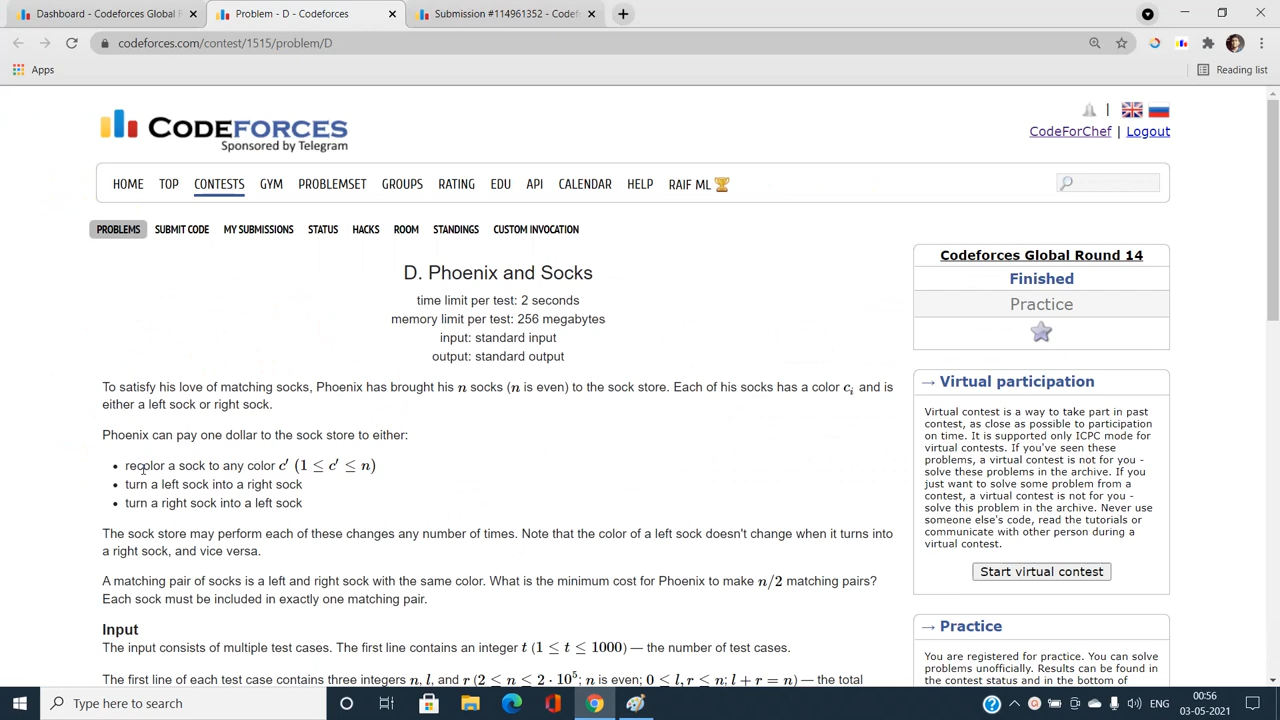 Dashboard - Codeforces Global R
Problem - D - Codeforces
Submission #114961352 - Codef
codeforces.com/contest/1515/problem/D
Apps
Reading list
CODEFORCES
Sponsored by Telegram
CodeForChef | Logout
HOME TOP CONTESTS GYM PROBLEMSET GROUPS RATING EDU API CALENDAR HELP RAIF ML
PROBLEMS SUBMIT CODE MY SUBMISSIONS STATUS HACKS ROOM STANDINGS CUSTOM INVOCATION
D. Phoenix and Socks
time limit per test: 2 seconds
memory limit per test: 256 megabytes
input: standard input
output: standard output
To satisfy his love of matching socks, Phoenix has brought his n socks (n is even) to the sock store. Each of his socks has a color cᵢ and is
either a left sock or right sock.
Phoenix can pay one dollar to the sock store to either:
• recolor a sock to any color c′ (1 ≤ c′ ≤ n)
• turn a left sock into a right sock
• turn a right sock into a left sock
The sock store may perform each of these changes any number of times. Note that the color of a left sock doesn't change when it turns into
a right sock, and vice versa.
A matching pair of socks is a left and right sock with the same color. What is the minimum cost for Phoenix to make n/2 matching pairs?
Each sock must be included in exactly one matching pair.
Input
The input consists of multiple test cases. The first line contains an integer t (1 ≤ t ≤ 1000) — the number of test cases.
The first line of each test case contains three integers n, l, and r (2 ≤ n ≤ 2 · 10⁵; n is even; 0 ≤ l, r ≤ n; l + r = n) — the total
Codeforces Global Round 14
Finished
Practice
→ Virtual participation
Virtual contest is a way to take part in past
contest, as close as possible to participation
on time. It is supported only ICPC mode for
virtual contests. If you've seen these
problems, a virtual contest is not for you -
solve these problems in the archive. If you
just want to solve some problem from a
contest, a virtual contest is not for you -
solve this problem in the archive. Never use
someone else's code, read the tutorials or
communicate with other person during a
virtual contest.
Start virtual contest
→ Practice
You are registered for practice. You can solve
problems unofficially. Results can be found in
the contest status and in the bottom of
Type here to search
ENG
00:56
03-05-2021